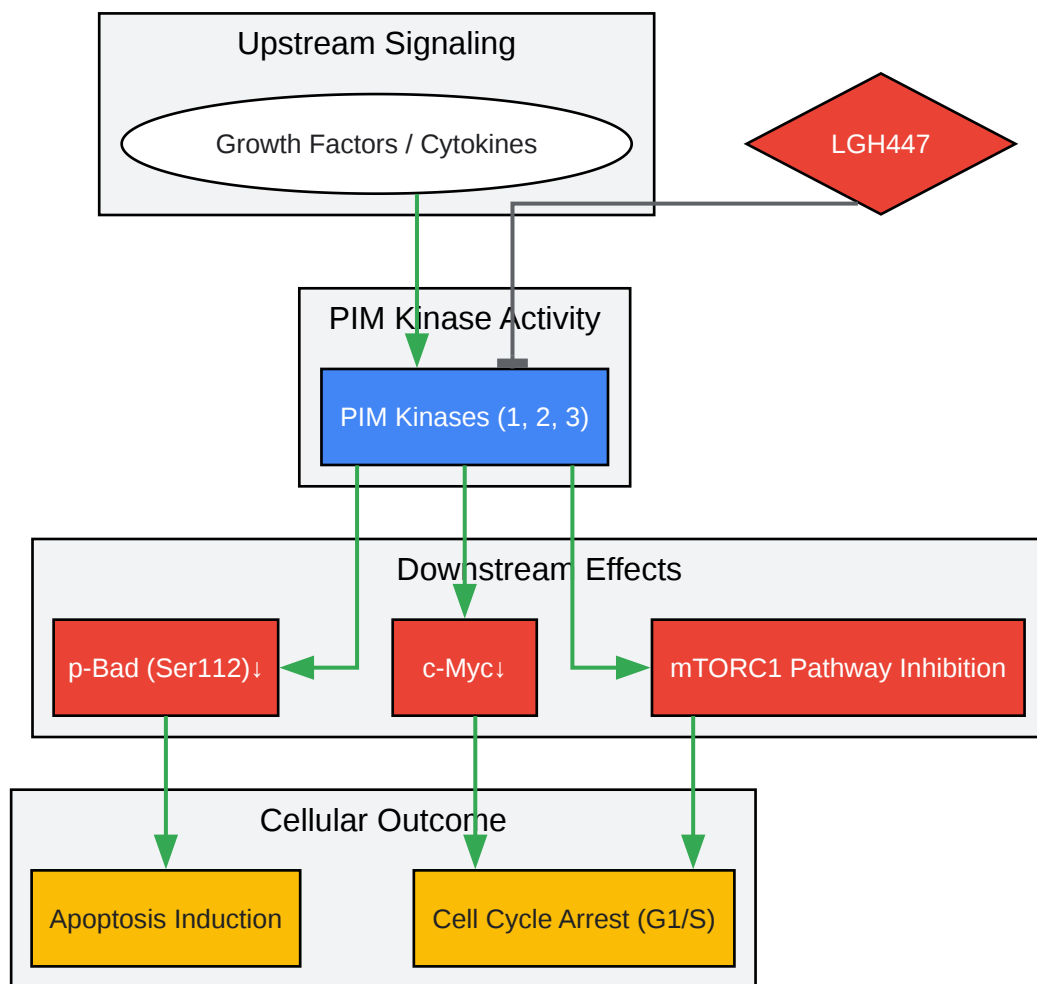 Upstream Signaling
Growth Factors / Cytokines
LGH447
PIM Kinase Activity
PIM Kinases (1, 2, 3)
Downstream Effects
p-Bad (Ser112)↓
c-Myc↓
mTORC1 Pathway Inhibition
Cellular Outcome
Apoptosis Induction
Cell Cycle Arrest (G1/S)